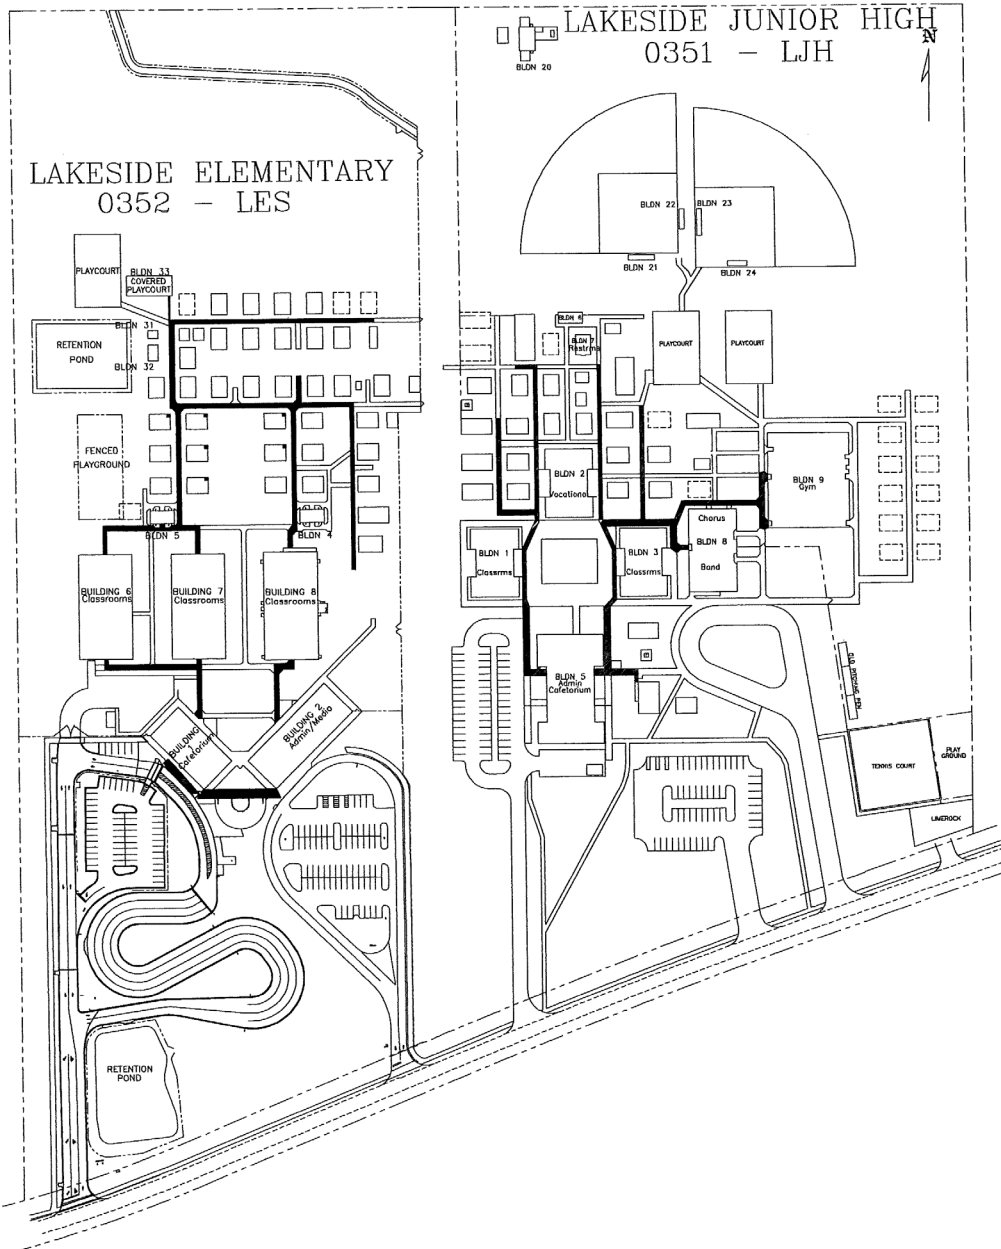 LAKESIDE JUNIOR HIGH
0351 - LJH
N
BLDN 20
LAKESIDE ELEMENTARY
0352 - LES
BLDN 22
BLDN 23
BLDN 21
BLDN 24
PLAYCOURT
BLDN 33
COVERED
PLAYCOURT
BLDN 31
RETENTION
POND
BLDN 32
BLDN 6
BLDN 7
Restrms
PLAYCOURT
PLAYCOURT
FENCED
PLAYGROUND
BLDN 2
Vocational
BLDN 9
Gym
BLDN 5
BLDN 4
Chorus
BLDN 8
Band
BLDN 1
Classrms
BLDN 3
Classrms
BUILDING 6
Classrooms
BUILDING 7
Classrooms
BUILDING 8
Classrooms
BLDN 5
Admin
Cafetorium
BUILDING 2
Admin/Media
BUILDING
1
Cafetorium
TENNIS COURT
PLAY
GROUND
LIMEROCK
RETENTION
POND